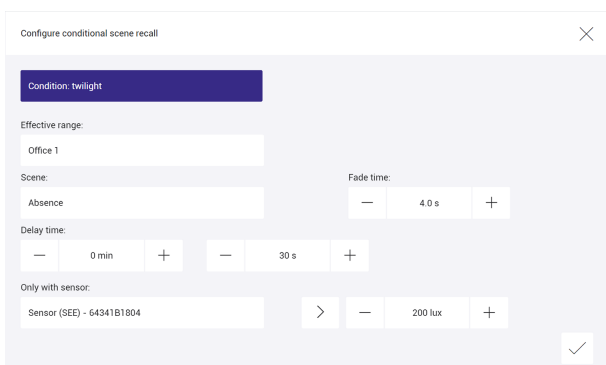 Configure conditional scene recall
Condition: twilight
Effective range:
Office 1
Scene:
Fade time:
Absence
4.0 s
Delay time:
0 min
30 s
Only with sensor:
Sensor (SEE) - 64341B1804
200 lux